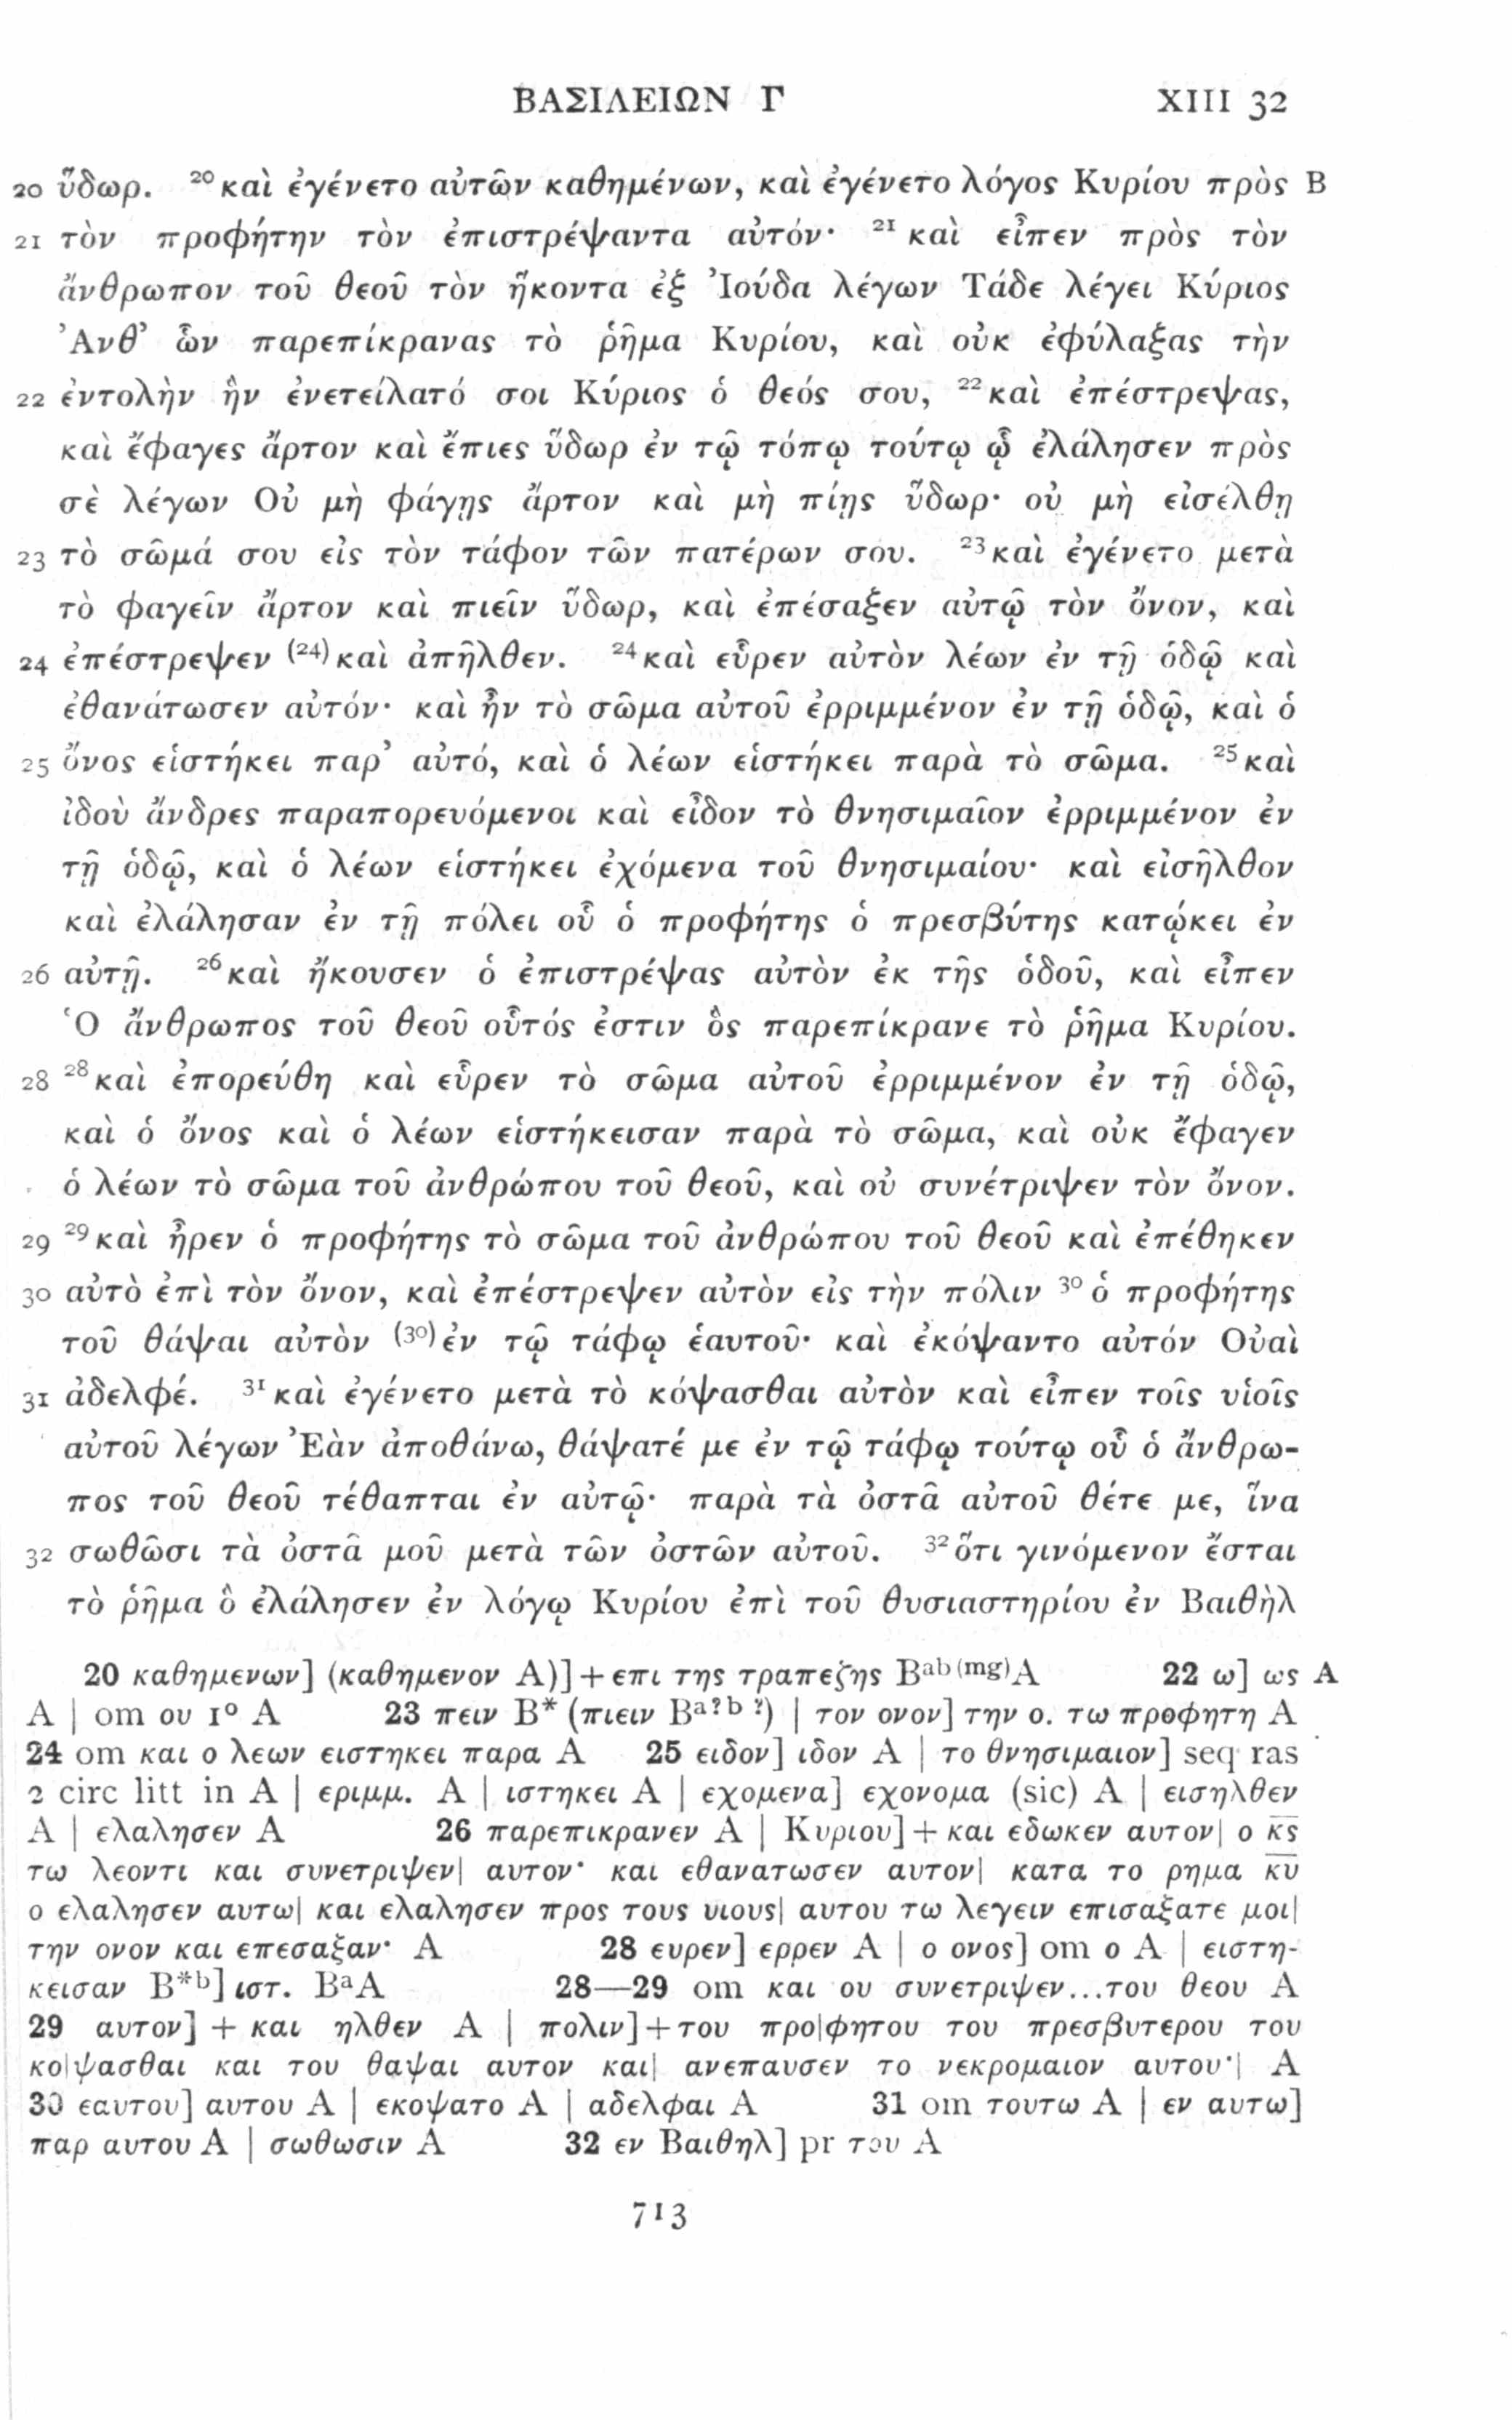 ΒΑΣΙΛΕΙΩΝ Γ XIII 32
20 ὕδωρ. ²⁰καὶ ἐγένετο αὐτῶν καθημένων, καὶ ἐγένετο λόγος Κυρίου πρὸς B
21 τὸν προφήτην τὸν ἐπιστρέψαντα αὐτόν· ²¹καὶ εἶπεν πρὸς τὸν
ἄνθρωπον τοῦ θεοῦ τὸν ἥκοντα ἐξ Ἰούδα λέγων Τάδε λέγει Κύριος
Ἀνθ᾽ ὧν παρεπίκρανας τὸ ῥῆμα Κυρίου, καὶ οὐκ ἐφύλαξας τὴν
22 ἐντολὴν ἣν ἐνετείλατό σοι Κύριος ὁ θεός σου, ²²καὶ ἐπέστρεψας,
καὶ ἔφαγες ἄρτον καὶ ἔπιες ὕδωρ ἐν τῷ τόπῳ τούτῳ ᾧ ἐλάλησεν πρὸς
σὲ λέγων Οὐ μὴ φάγῃς ἄρτον καὶ μὴ πίῃς ὕδωρ· οὐ μὴ εἰσέλθῃ
23 τὸ σῶμά σου εἰς τὸν τάφον τῶν πατέρων σου. ²³καὶ ἐγένετο μετὰ
τὸ φαγεῖν ἄρτον καὶ πιεῖν ὕδωρ, καὶ ἐπέσαξεν αὐτῷ τὸν ὄνον, καὶ
24 ἐπέστρεψεν ⁽²⁴⁾καὶ ἀπῆλθεν. ²⁴καὶ εὗρεν αὐτὸν λέων ἐν τῇ ὁδῷ καὶ
ἐθανάτωσεν αὐτόν· καὶ ἦν τὸ σῶμα αὐτοῦ ἐρριμμένον ἐν τῇ ὁδῷ, καὶ ὁ
25 ὄνος εἱστήκει παρ᾽ αὐτό, καὶ ὁ λέων εἱστήκει παρὰ τὸ σῶμα. ²⁵καὶ
ἰδοὺ ἄνδρες παραπορευόμενοι καὶ εἶδον τὸ θνησιμαῖον ἐρριμμένον ἐν
τῇ ὁδῷ, καὶ ὁ λέων εἱστήκει ἐχόμενα τοῦ θνησιμαίου· καὶ εἰσῆλθον
καὶ ἐλάλησαν ἐν τῇ πόλει οὗ ὁ προφήτης ὁ πρεσβύτης κατῴκει ἐν
26 αὐτῇ. ²⁶καὶ ἤκουσεν ὁ ἐπιστρέψας αὐτὸν ἐκ τῆς ὁδοῦ, καὶ εἶπεν
Ὁ ἄνθρωπος τοῦ θεοῦ οὗτός ἐστιν ὃς παρεπίκρανε τὸ ῥῆμα Κυρίου.
28 ²⁸καὶ ἐπορεύθη καὶ εὗρεν τὸ σῶμα αὐτοῦ ἐρριμμένον ἐν τῇ ὁδῷ,
καὶ ὁ ὄνος καὶ ὁ λέων εἱστήκεισαν παρὰ τὸ σῶμα, καὶ οὐκ ἔφαγεν
ὁ λέων τὸ σῶμα τοῦ ἀνθρώπου τοῦ θεοῦ, καὶ οὐ συνέτριψεν τὸν ὄνον.
29 ²⁹καὶ ἦρεν ὁ προφήτης τὸ σῶμα τοῦ ἀνθρώπου τοῦ θεοῦ καὶ ἐπέθηκεν
30 αὐτὸ ἐπὶ τὸν ὄνον, καὶ ἐπέστρεψεν αὐτὸν εἰς τὴν πόλιν ³⁰ὁ προφήτης
τοῦ θάψαι αὐτὸν ⁽³⁰⁾ἐν τῷ τάφῳ ἑαυτοῦ· καὶ ἐκόψαντο αὐτόν Οὐαὶ
31 ἀδελφέ. ³¹καὶ ἐγένετο μετὰ τὸ κόψασθαι αὐτὸν καὶ εἶπεν τοῖς υἱοῖς
αὐτοῦ λέγων Ἐὰν ἀποθάνω, θάψατέ με ἐν τῷ τάφῳ τούτῳ οὗ ὁ ἄνθρω-
πος τοῦ θεοῦ τέθαπται ἐν αὐτῷ· παρὰ τὰ ὀστᾶ αὐτοῦ θέτε με, ἵνα
32 σωθῶσι τὰ ὀστᾶ μοῦ μετὰ τῶν ὀστῶν αὐτοῦ. ³²ὅτι γινόμενον ἔσται
τὸ ῥῆμα ὃ ἐλάλησεν ἐν λόγῳ Κυρίου ἐπὶ τοῦ θυσιαστηρίου ἐν Βαιθὴλ
20 καθημενων] (καθημενον A)] + επι της τραπεζης Bᵃᵇ⁽ᵐᵍ⁾A 22 ω] ως A
A | om ου 1° A 23 πειν B* (πιειν Bᵃ?ᵇ?) | τον ονον] την ο. τω προφητη A
24 om και ο λεων ειστηκει παρα A 25 ειδον] ιδον A | το θνησιμαιον] seq ras
2 circ litt in A | εριμμ. A | ιστηκει A | εχομενα] εχονομα (sic) A | εισηλθεν
A | ελαλησεν A 26 παρεπικρανεν A | Κυριου] + και εδωκεν αυτον| ο κ̅ς̅
τω λεοντι και συνετριψεν| αυτον· και εθανατωσεν αυτον| κατα το ρημα κ̅υ̅
ο ελαλησεν αυτω| και ελαλησεν προς τους υιους| αυτου τω λεγειν επισαξατε μοι|
την ονον και επεσαξαν· A 28 ευρεν] ερρεν A | ο ονος] om ο A | ειστη-
κεισαν B*ᵇ] ιστ. BᵃA 28—29 om και ου συνετριψεν...του θεου A
29 αυτον] + και ηλθεν A | πολιν] + του προ|φητου του πρεσβυτερου του
κο|ψασθαι και του θαψαι αυτον και| ανεπαυσεν το νεκρομαιον αυτου·| A
30 εαυτου] αυτου A | εκοψατο A | αδελφαι A 31 om τουτω A | εν αυτω]
παρ αυτου A | σωθωσιν A 32 εν Βαιθηλ] pr του A
713